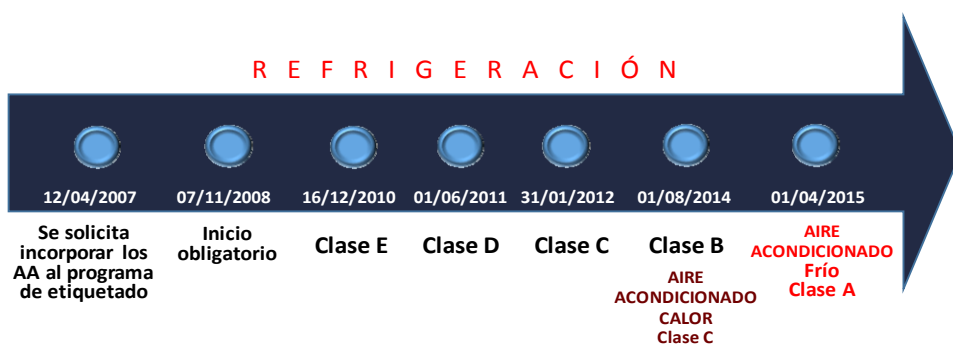 REFRIGERACIÓN
12/04/2007
07/11/2008
16/12/2010
01/06/2011
31/01/2012
01/08/2014
01/04/2015
Se solicita
incorporar los
AA al programa
de etiquetado
Inicio
obligatorio
Clase E
Clase D
Clase C
Clase B
AIRE
ACONDICIONADO
CALOR
Clase C
AIRE
ACONDICIONADO
Frío
Clase A